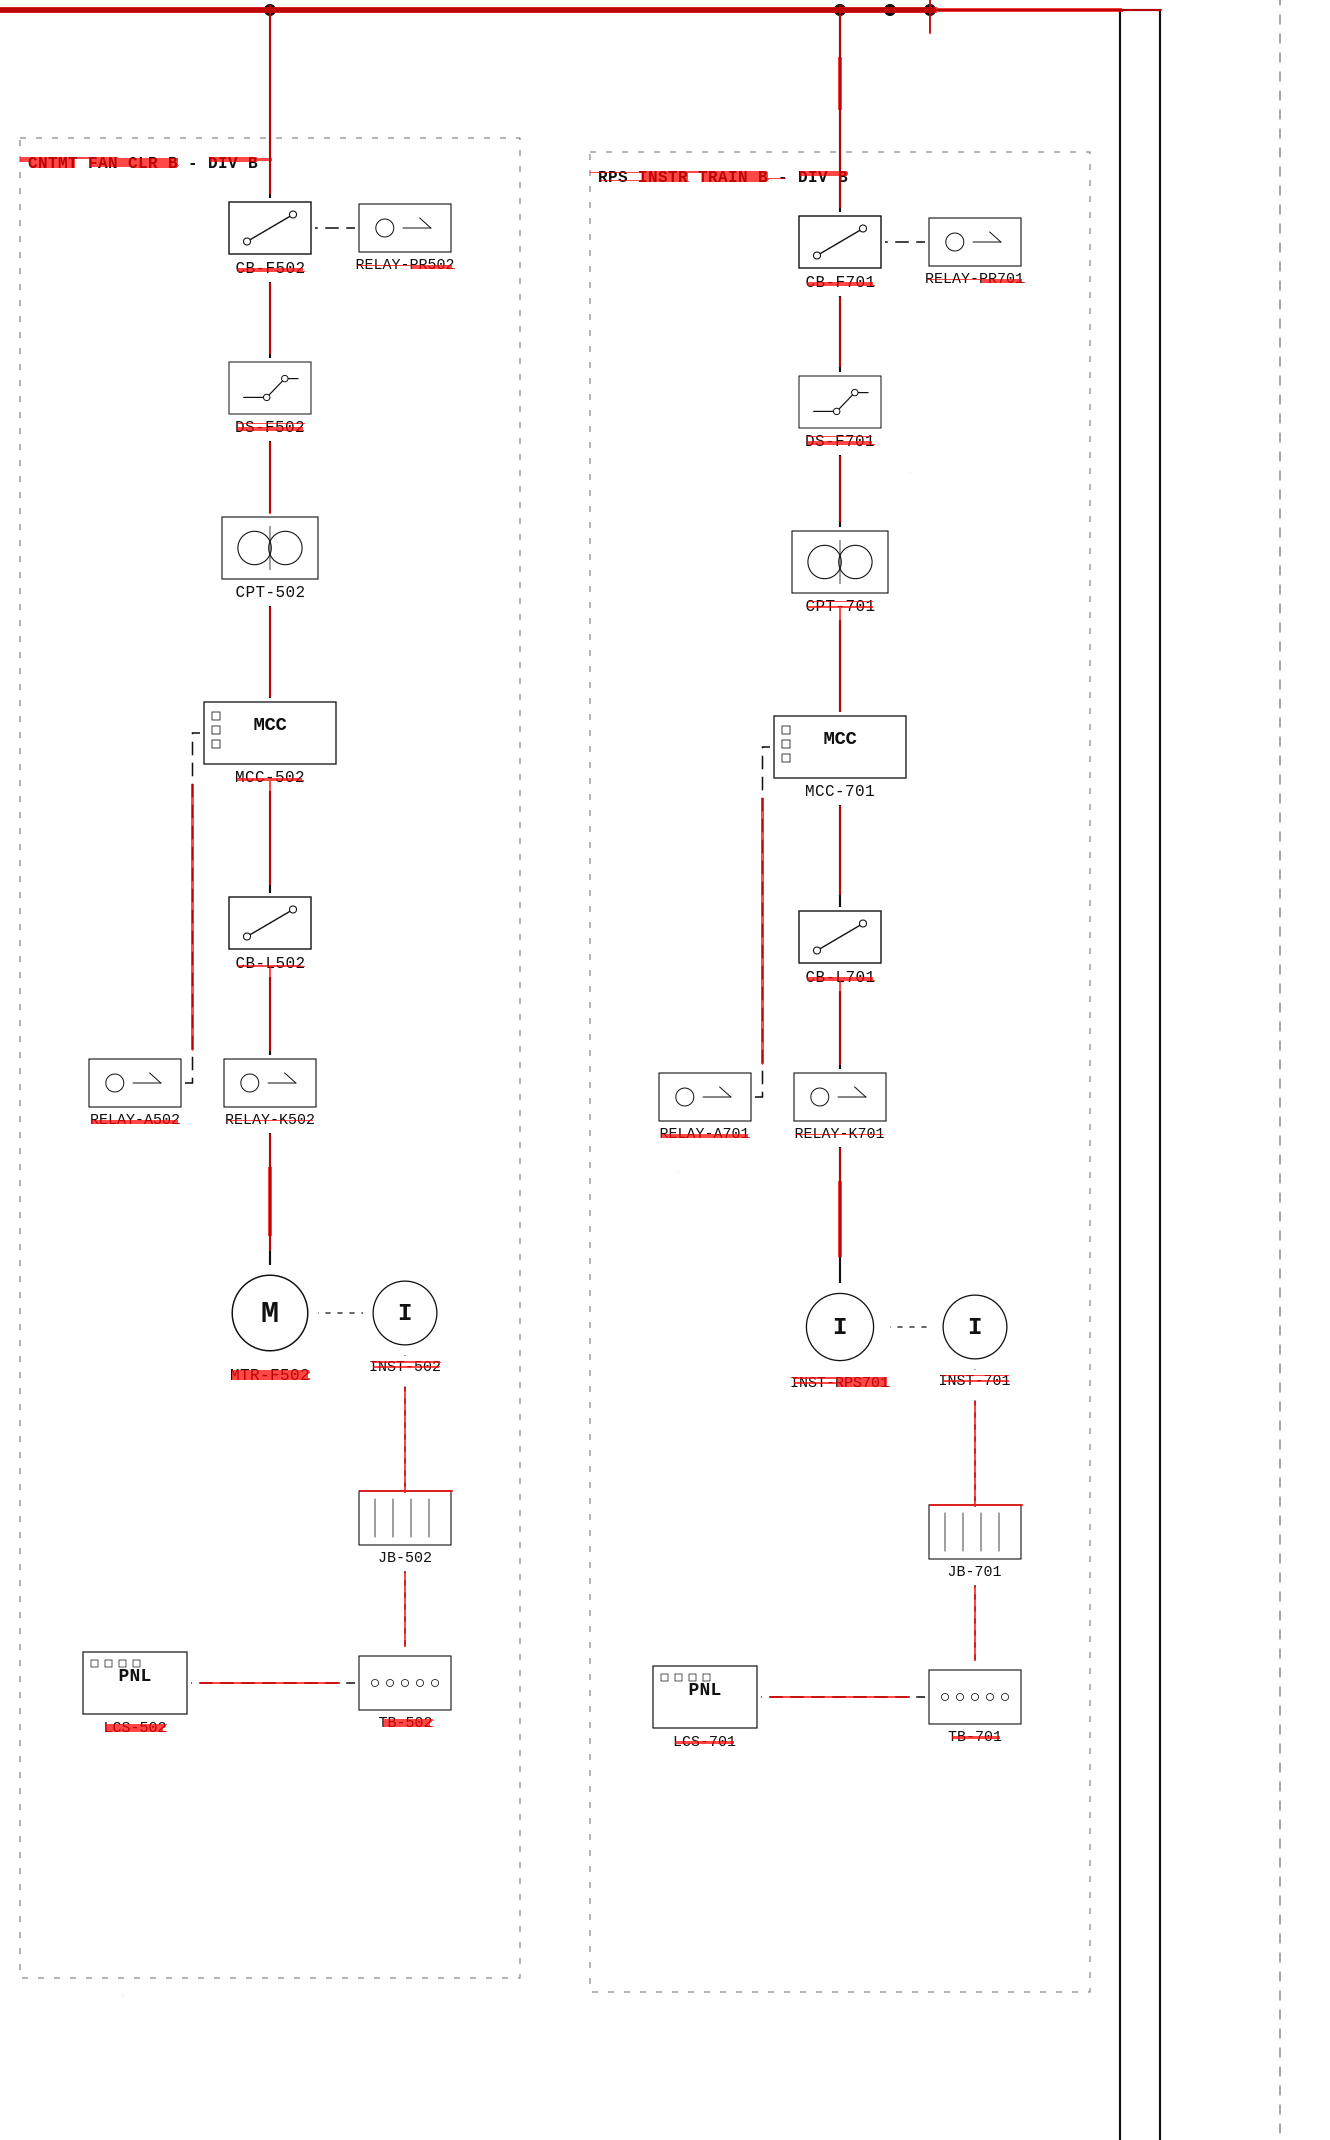 CNTMT FAN CLR B - DIV B
CB-F502
RELAY-PR502
DS-F502
CPT-502
MCC
MCC-502
CB-L502
RELAY-A502
RELAY-K502
M
I
MTR-F502
INST-502
JB-502
PNL
LCS-502
TB-502
RPS INSTR TRAIN B - DIV B
CB-F701
RELAY-PR701
DS-F701
CPT-701
MCC
MCC-701
CB-L701
RELAY-A701
RELAY-K701
I
I
INST-RPS701
INST-701
JB-701
PNL
LCS-701
TB-701